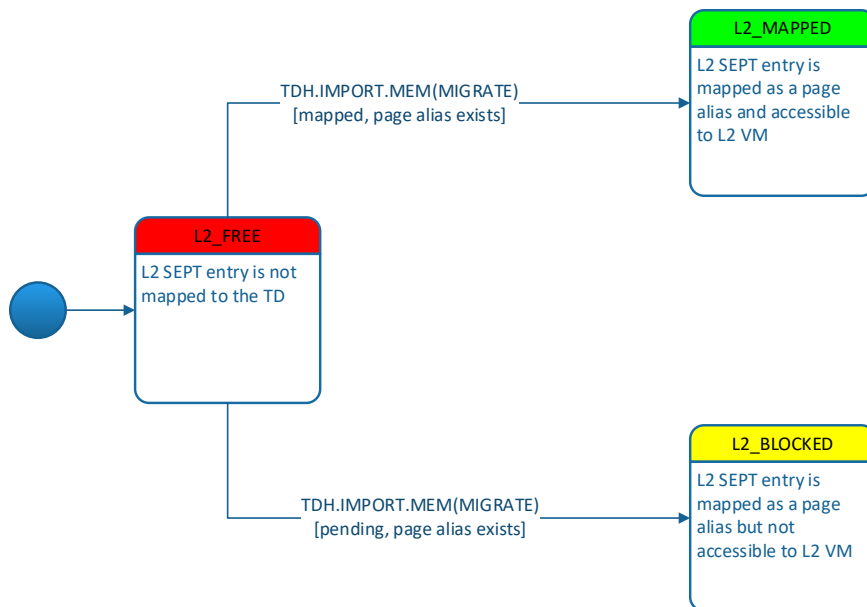 L2_MAPPED
L2 SEPT entry is
mapped as a page
alias and accessible
to L2 VM
TDH.IMPORT.MEM(MIGRATE)
[mapped, page alias exists]
L2_FREE
L2 SEPT entry is not
mapped to the TD
L2_BLOCKED
L2 SEPT entry is
mapped as a page
alias but not
accessible to L2 VM
TDH.IMPORT.MEM(MIGRATE)
[pending, page alias exists]